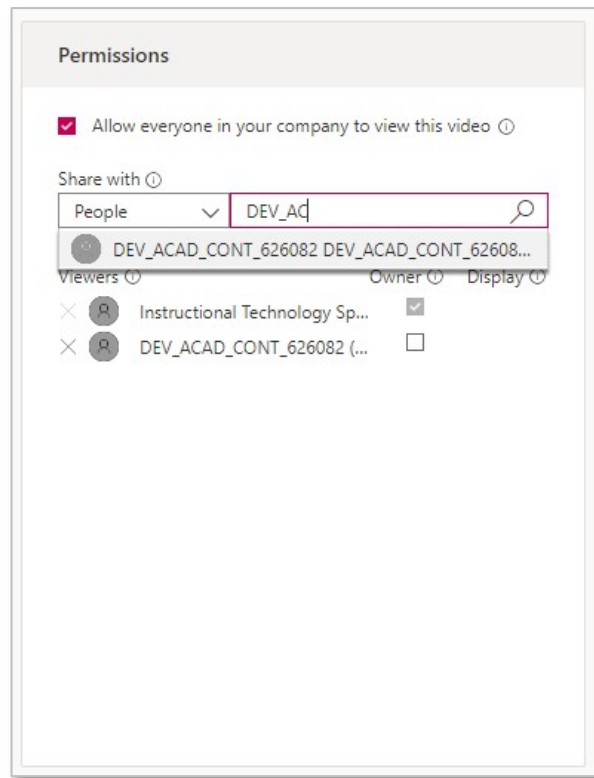 Permissions
Allow everyone in your company to view this video
Share with
People DEV_AC
DEV_ACAD_CONT_626082 DEV_ACAD_CONT_62608...
Viewers Owner Display
Instructional Technology Sp...
DEV_ACAD_CONT_626082 (...